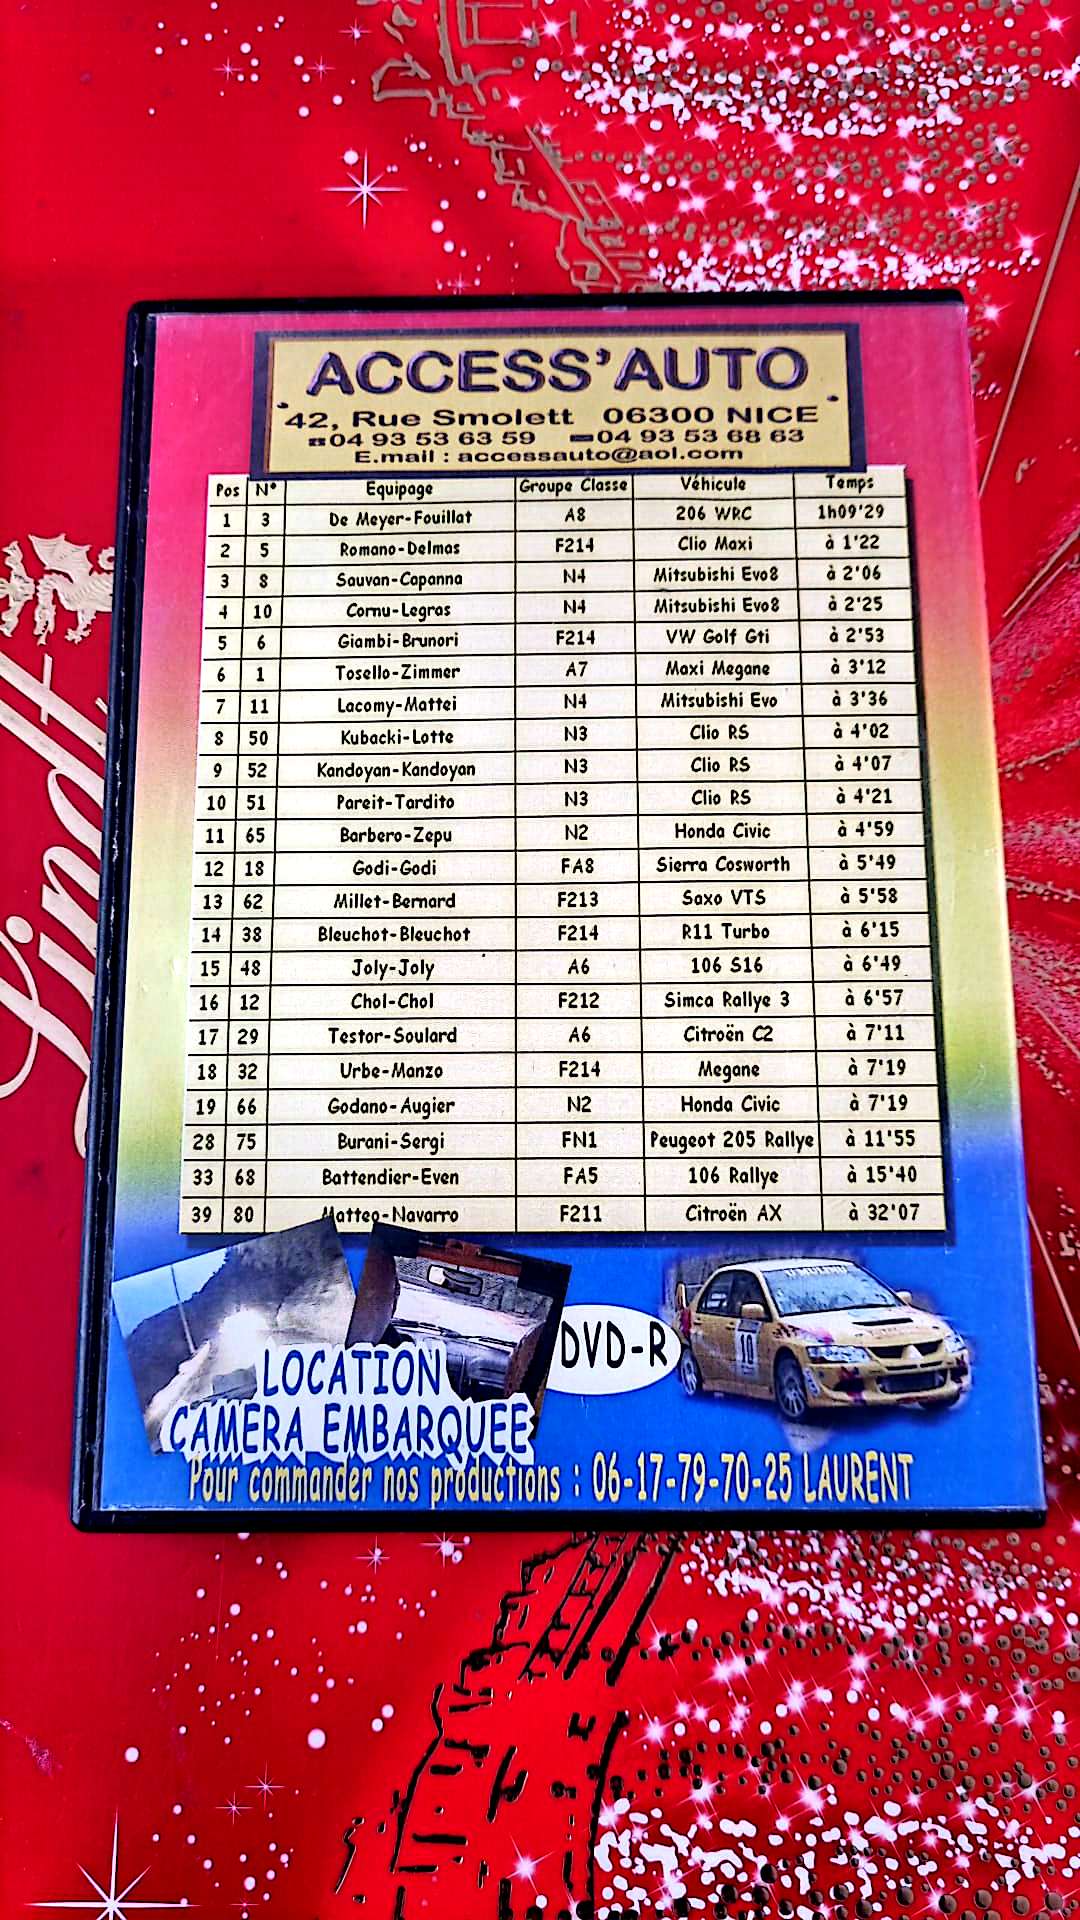 ACCESS'AUTO
42, Rue Smolett 06300 NICE
☎04 93 53 63 59 04 93 53 68 63
E.mail : accessauto@aol.com
Pos N° Equipage Groupe Classe Véhicule Temps
1 3 De Meyer-Fouillat A8 206 WRC 1h09'29
2 5 Romano-Delmas F214 Clio Maxi à 1'22
3 8 Sauvan-Capanna N4 Mitsubishi Evo8 à 2'06
4 10 Cornu-Legras N4 Mitsubishi Evo8 à 2'25
5 6 Giambi-Brunori F214 VW Golf Gti à 2'53
6 1 Tosello-Zimmer A7 Maxi Megane à 3'12
7 11 Lacomy-Mattei N4 Mitsubishi Evo à 3'36
8 50 Kubacki-Lotte N3 Clio RS à 4'02
9 52 Kandoyan-Kandoyan N3 Clio RS à 4'07
10 51 Pareit-Tardito N3 Clio RS à 4'21
11 65 Barbero-Zepu N2 Honda Civic à 4'59
12 18 Godi-Godi FA8 Sierra Cosworth à 5'49
13 62 Millet-Bernard F213 Saxo VTS à 5'58
14 38 Bleuchot-Bleuchot F214 R11 Turbo à 6'15
15 48 Joly-Joly A6 106 S16 à 6'49
16 12 Chol-Chol F212 Simca Rallye 3 à 6'57
17 29 Testor-Soulard A6 Citroën C2 à 7'11
18 32 Urbe-Manzo F214 Megane à 7'19
19 66 Godano-Augier N2 Honda Civic à 7'19
28 75 Burani-Sergi FN1 Peugeot 205 Rallye à 11'55
33 68 Battendier-Even FA5 106 Rallye à 15'40
39 80 Matteo-Navarro F211 Citroën AX à 32'07
LOCATION
CAMERA EMBARQUEE
DVD-R
10
Pour commander nos productions : 06-17-79-70-25 LAURENT
Lindt